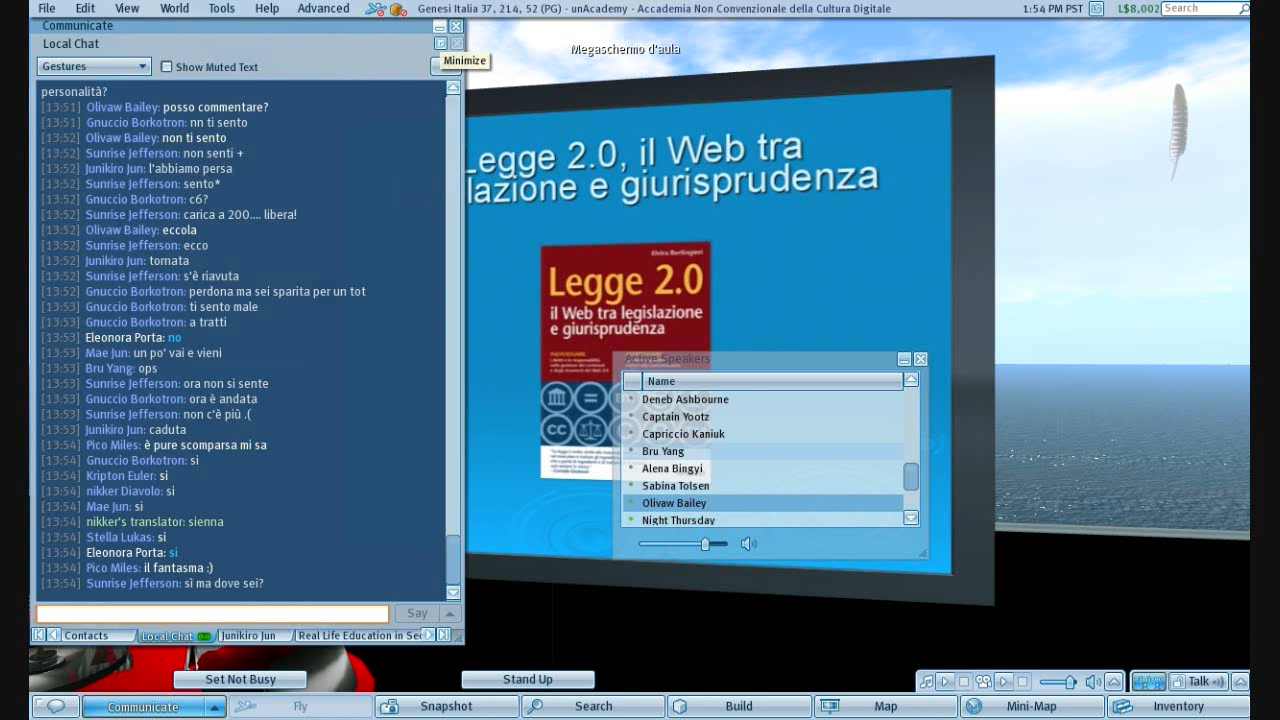 File Edit View World Tools Help Advanced Genesi Italia 37, 214, 52 (PG) - unAcademy - Accademia Non Convenzionale della Cultura Digitale 1:54 PM PST L$8,002 Search
Communicate
Local Chat
Minimize
Gestures Show Muted Text
personalità?
[13:51] Olivaw Bailey: posso commentare?
[13:51] Gnuccio Borkotron: nn ti sento
[13:52] Olivaw Bailey: non ti sento
[13:52] Sunrise Jefferson: non senti +
[13:52] Junikiro Jun: l'abbiamo persa
[13:52] Sunrise Jefferson: sento*
[13:52] Gnuccio Borkotron: c6?
[13:52] Sunrise Jefferson: carica a 200.... libera!
[13:52] Olivaw Bailey: eccola
[13:52] Sunrise Jefferson: ecco
[13:52] Junikiro Jun: tornata
[13:52] Sunrise Jefferson: s'è riavuta
[13:52] Gnuccio Borkotron: perdona ma sei sparita per un tot
[13:53] Gnuccio Borkotron: ti sento male
[13:53] Gnuccio Borkotron: a tratti
[13:53] Eleonora Porta: no
[13:53] Mae Jun: un po' vai e vieni
[13:53] Bru Yang: ops
[13:53] Sunrise Jefferson: ora non si sente
[13:53] Gnuccio Borkotron: ora è andata
[13:53] Sunrise Jefferson: non c'è più .(
[13:53] Junikiro Jun: caduta
[13:54] Pico Miles: è pure scomparsa mi sa
[13:54] Gnuccio Borkotron: si
[13:54] Kripton Euler: si
[13:54] nikker Diavolo: si
[13:54] Mae Jun: si
[13:54] nikker's translator: sienna
[13:54] Stella Lukas: si
[13:54] Eleonora Porta: si
[13:54] Pico Miles: il fantasma :)
[13:54] Sunrise Jefferson: sì ma dove sei?
Say
Contacts Local Chat Junikiro Jun Real Life Education in Sec
Megaschermo d'aula
Legge 2.0, il Web tra
lazione e giurisprudenza
Elvira Berlingieri
Legge 2.0
il Web tra legislazione
e giurisprudenza
INDIVIDUARE
CC
Active Speakers
Name
Deneb Ashbourne
Captain Yootz
Capriccio Kaniuk
Bru Yang
Alena Bingyi
Sabina Tolsen
Olivaw Bailey
Night Thursday
Set Not Busy Stand Up
Talk
Communicate Fly Snapshot Search Build Map Mini-Map Inventory